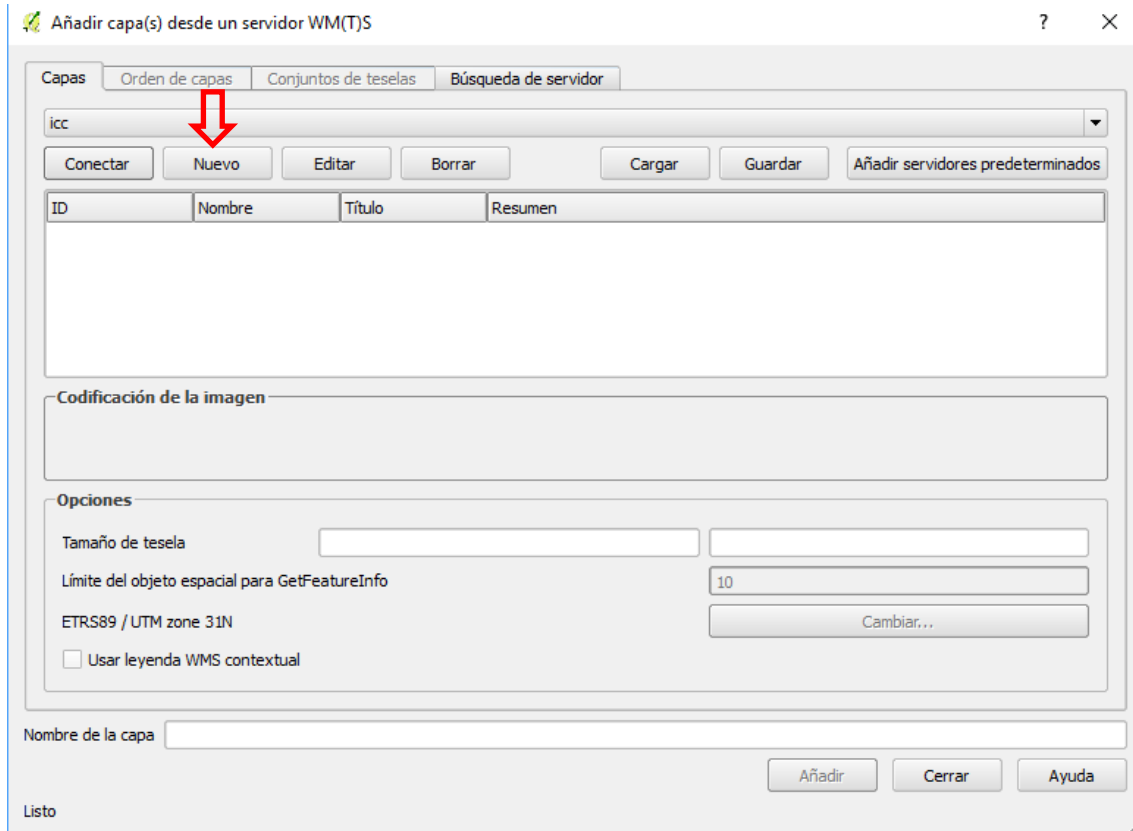 Añadir capa(s) desde un servidor WM(T)S ?
Capas Orden de capas Conjuntos de teselas Búsqueda de servidor
icc
Conectar Nuevo Editar Borrar Cargar Guardar Añadir servidores predeterminados
ID Nombre Título Resumen
Codificación de la imagen
Opciones
Tamaño de tesela
Límite del objeto espacial para GetFeatureInfo 10
ETRS89 / UTM zone 31N Cambiar...
Usar leyenda WMS contextual
Nombre de la capa
Añadir Cerrar Ayuda
Listo